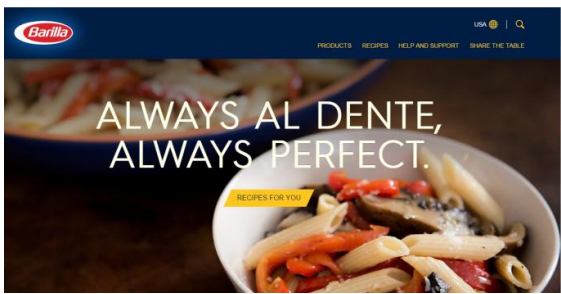 Barilla
USA
PRODUCTS RECIPES HELP AND SUPPORT SHARE THE TABLE
ALWAYS AL DENTE,
ALWAYS PERFECT.
RECIPES FOR YOU